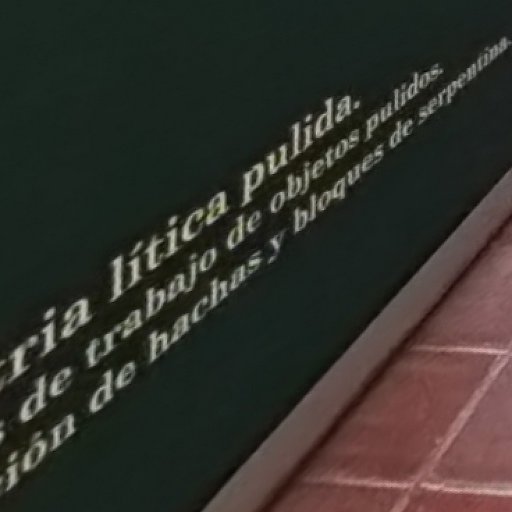 tria lítica pulida.
s de trabajo de objetos pulidos.
ción de hachas y bloques de serpentina.